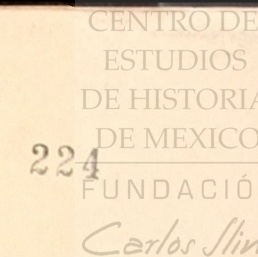 CENTRO DE
ESTUDIOS
DE HISTORIA
DE MEXICO
224
FUNDACIÓ
Carlos Slim